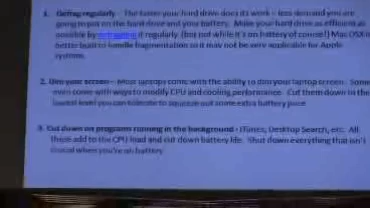 1. Defrag regularly - The faster your hard drive does its work – less demand you are
going to put on the hard drive and your battery. Make your hard drive as efficient as
possible by defragging it regularly. (but not while it's on battery of course!) Mac OSX is
better built to handle fragmentation so it may not be very applicable for Apple
systems.
2. Dim your screen – Most laptops come with the ability to dim your laptop screen. Some
even come with ways to modify CPU and cooling performance. Cut them down to the
lowest level you can tolerate to squeeze out some extra battery juice.
3. Cut down on programs running in the background - iTunes, Desktop Search, etc. All
these add to the CPU load and cut down battery life. Shut down everything that isn't
crucial when you're on battery.